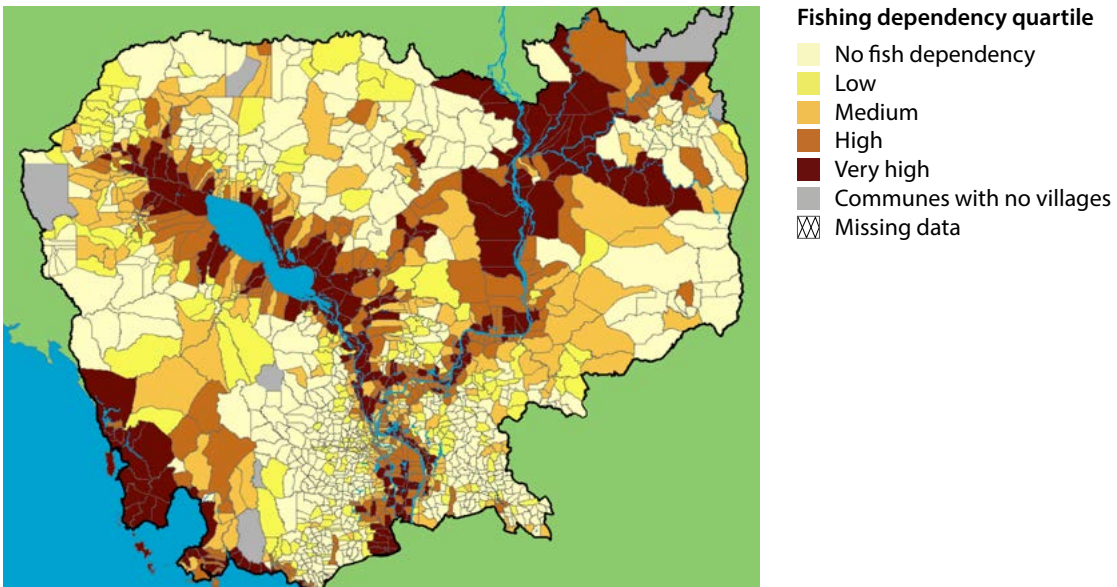 Fishing dependency quartile
No fish dependency
Low
Medium
High
Very high
Communes with no villages
Missing data